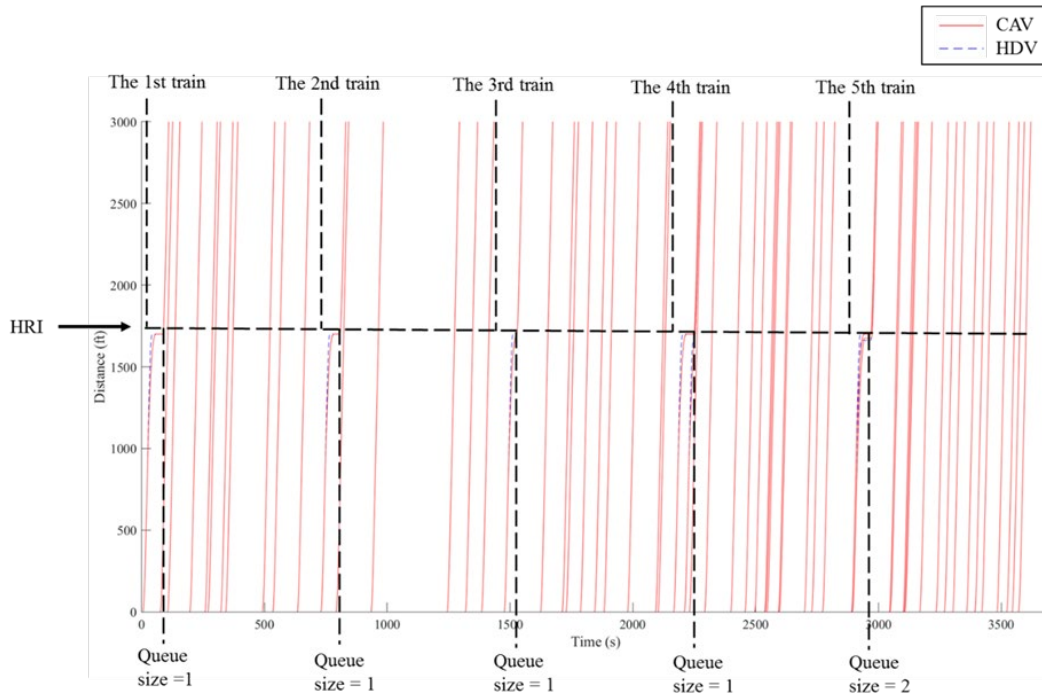 CAV
HDV
The 1st train
The 2nd train
The 3rd train
The 4th train
The 5th train
3000
2500
2000
HRI
Distance (ft)
1500
1000
500
0
0
500
1000
1500
2000
2500
3000
3500
Time (s)
Queue
size =1
Queue
size = 1
Queue
size = 1
Queue
size = 1
Queue
size = 2